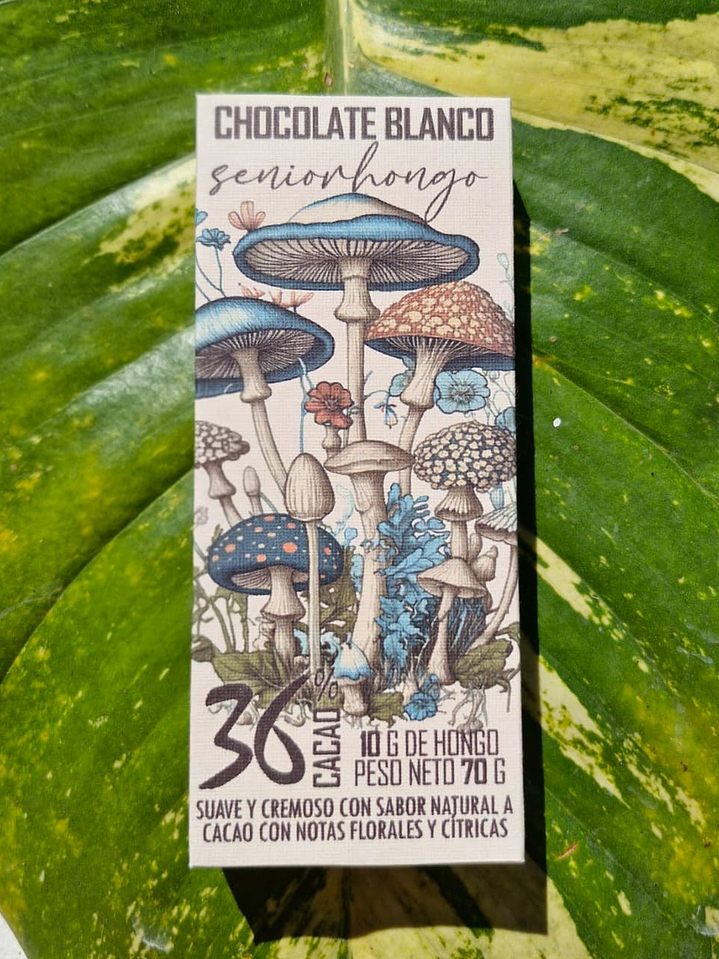 CHOCOLATE BLANCO
seniorhongo
36 % CACAO
10 G DE HONGO
PESO NETO 70 G
SUAVE Y CREMOSO CON SABOR NATURAL A
CACAO CON NOTAS FLORALES Y CÍTRICAS